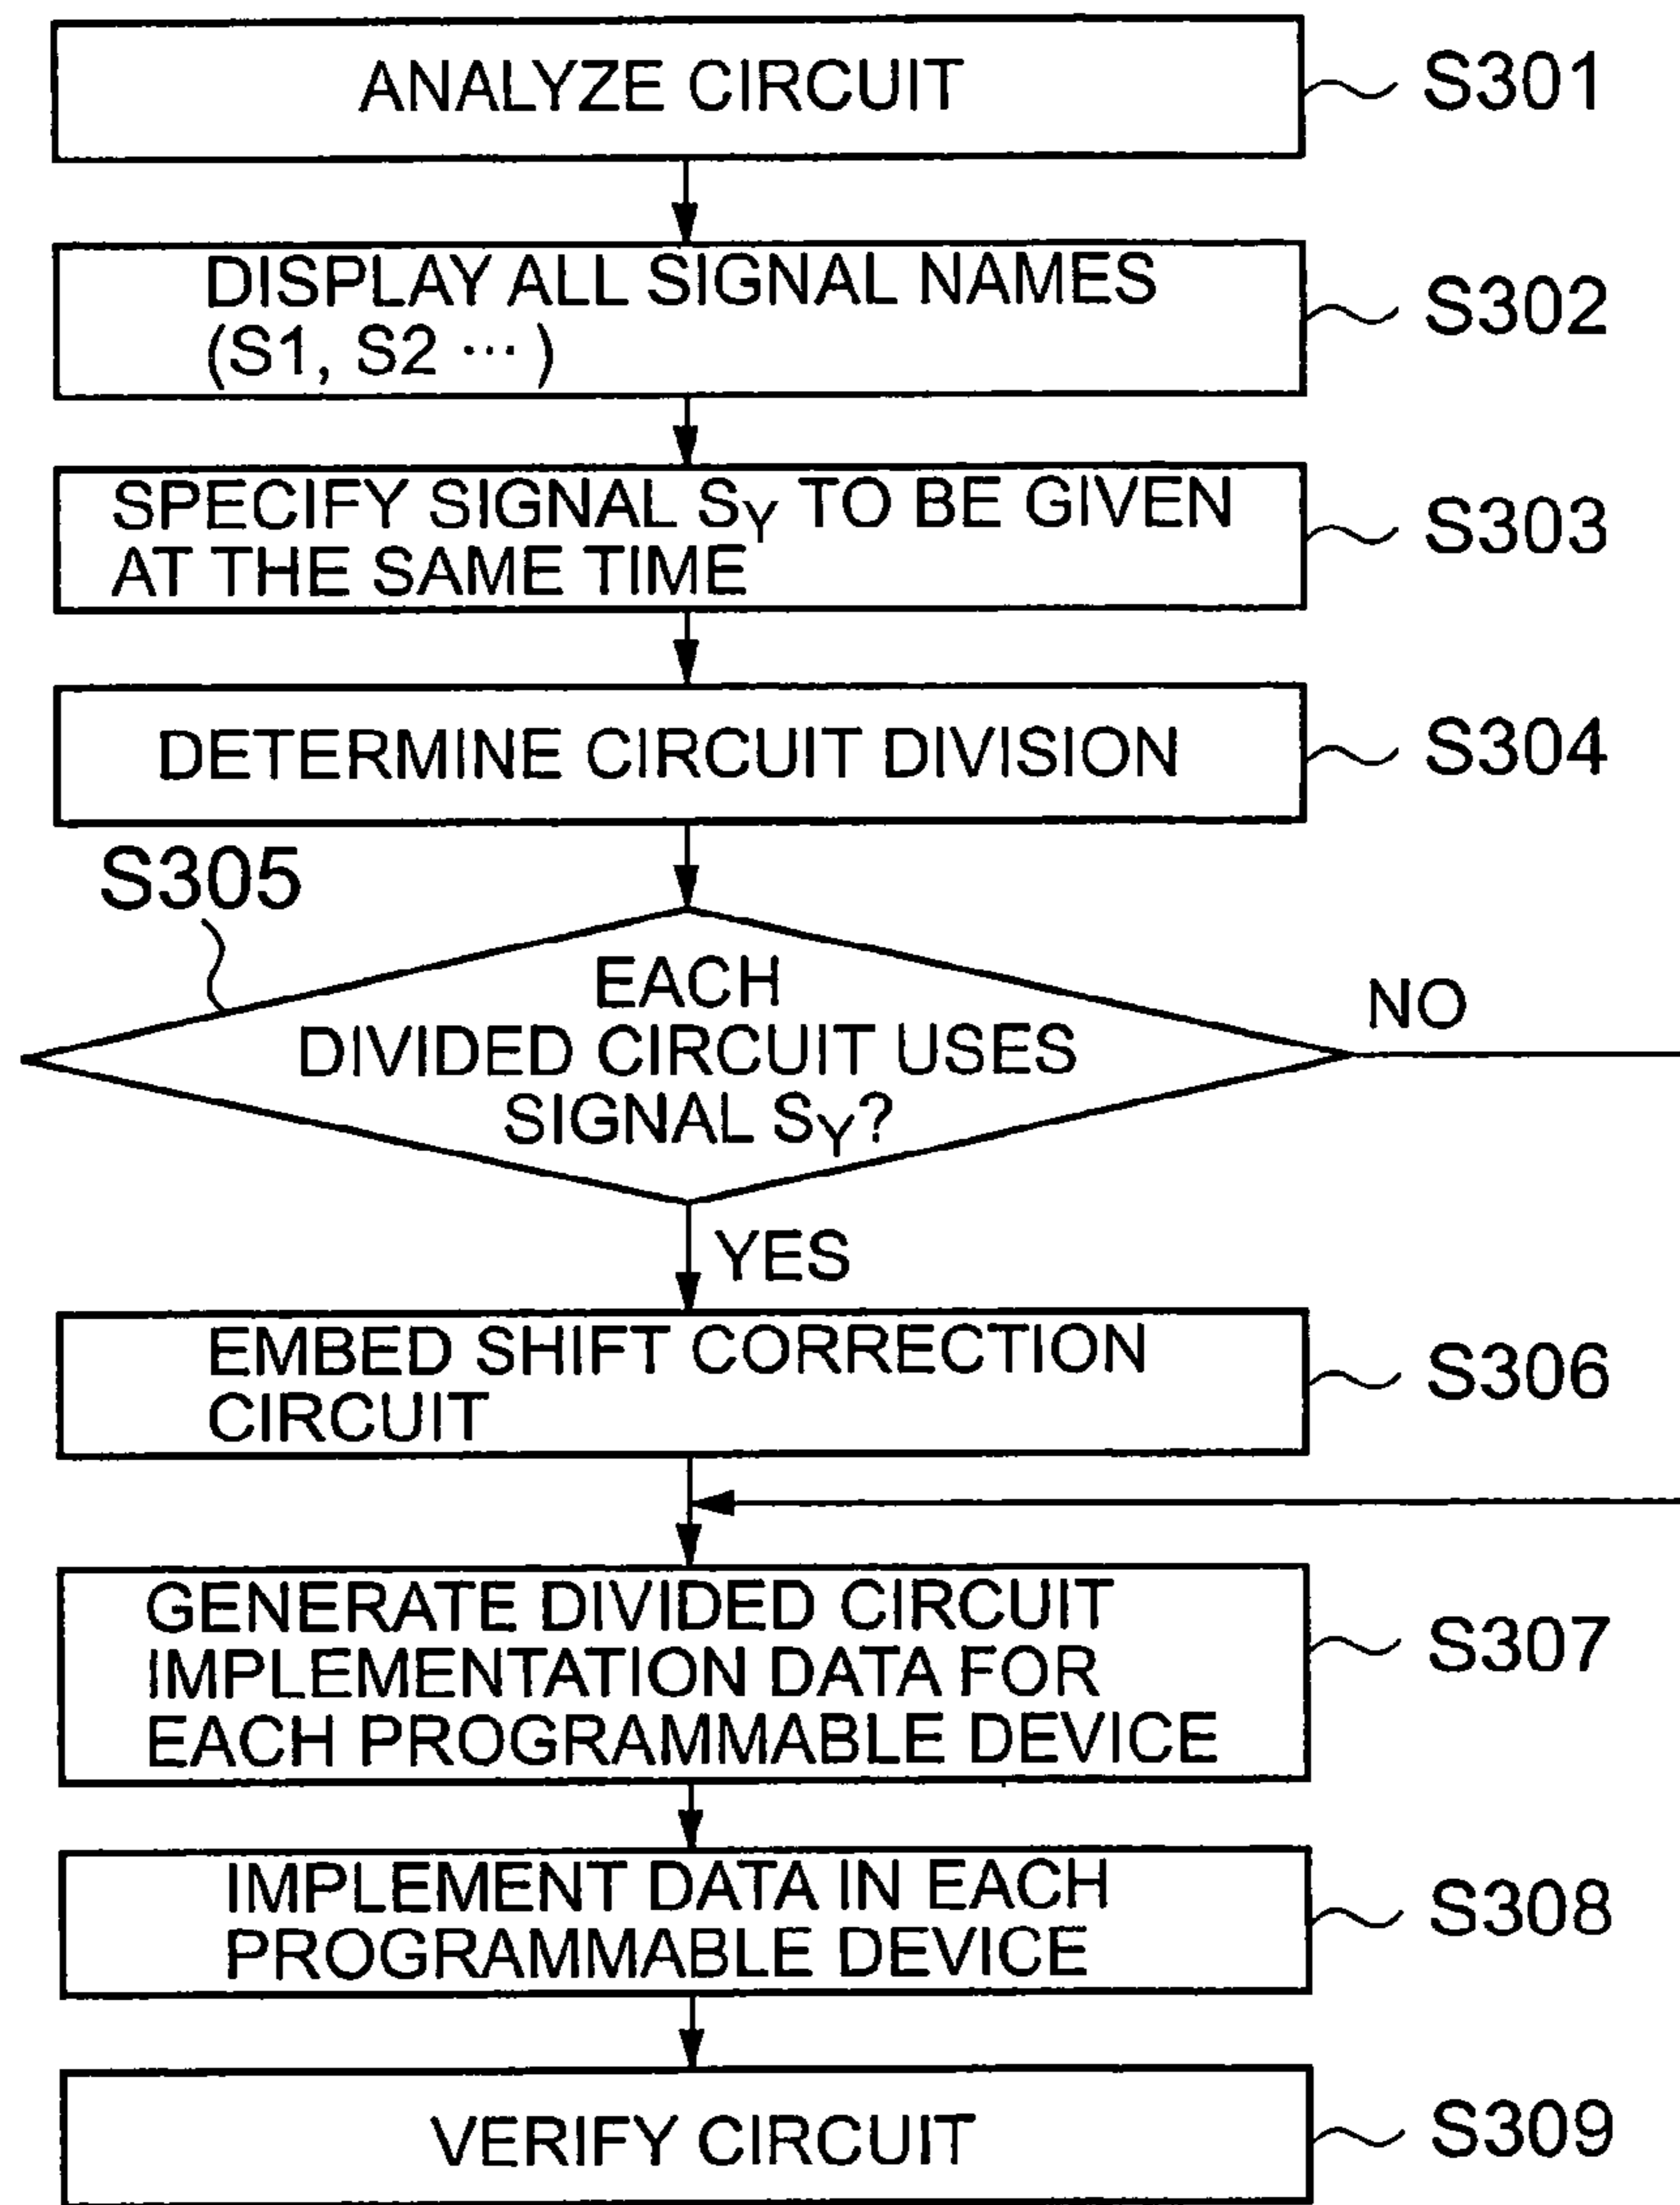 ANALYZE CIRCUIT
S301
DISPLAY ALL SIGNAL NAMES
(S1, S2 ··· )
S302
SPECIFY SIGNAL SY TO BE GIVEN
AT THE SAME TIME
S303
DETERMINE CIRCUIT DIVISION
S304
S305
EACH
DIVIDED CIRCUIT USES
SIGNAL SY?
NO
YES
EMBED SHIFT CORRECTION
CIRCUIT
S306
GENERATE DIVIDED CIRCUIT
IMPLEMENTATION DATA FOR
EACH PROGRAMMABLE DEVICE
S307
IMPLEMENT DATA IN EACH
PROGRAMMABLE DEVICE
S308
VERIFY CIRCUIT
S309